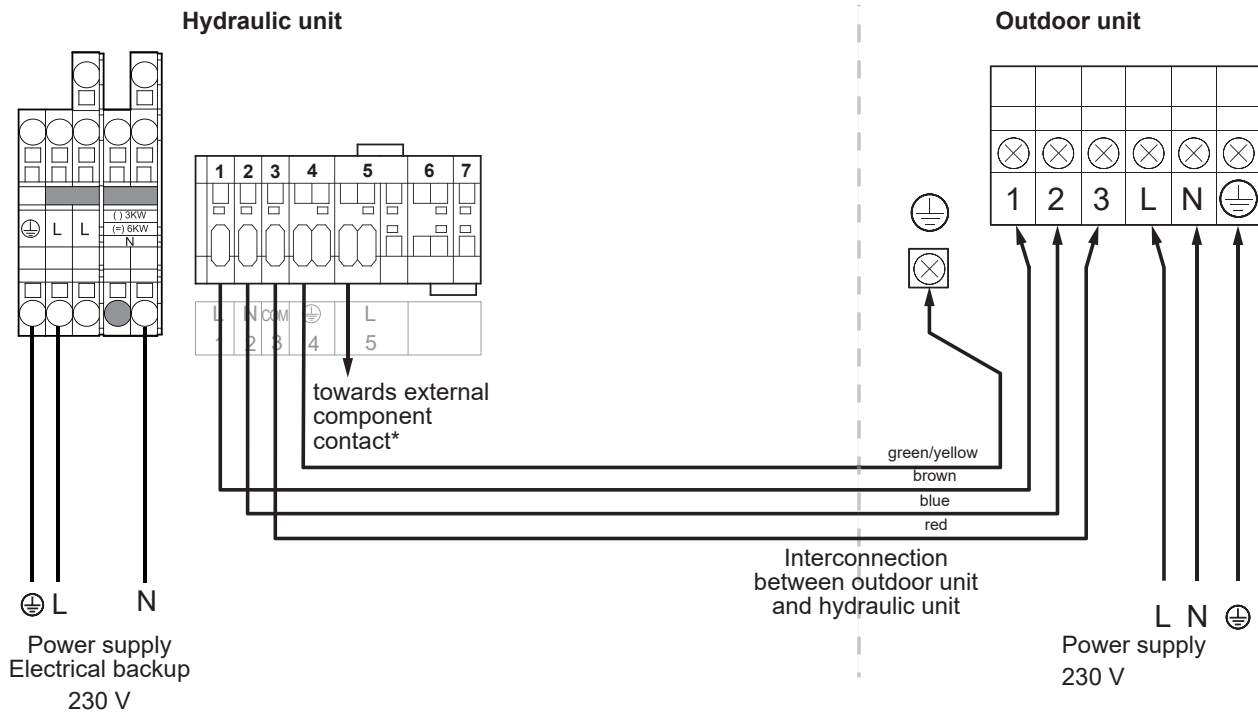 Hydraulic unit
Outdoor unit
L L
( ) 3KW
(=) 6KW
N
1 2 3 4 5 6 7
L N COM L
1 2 3 4 5
1 2 3 L N
towards external
component
contact*
green/yellow
brown
blue
red
Interconnection
between outdoor unit
and hydraulic unit
L N
Power supply
Electrical backup
230 V
L N
Power supply
230 V